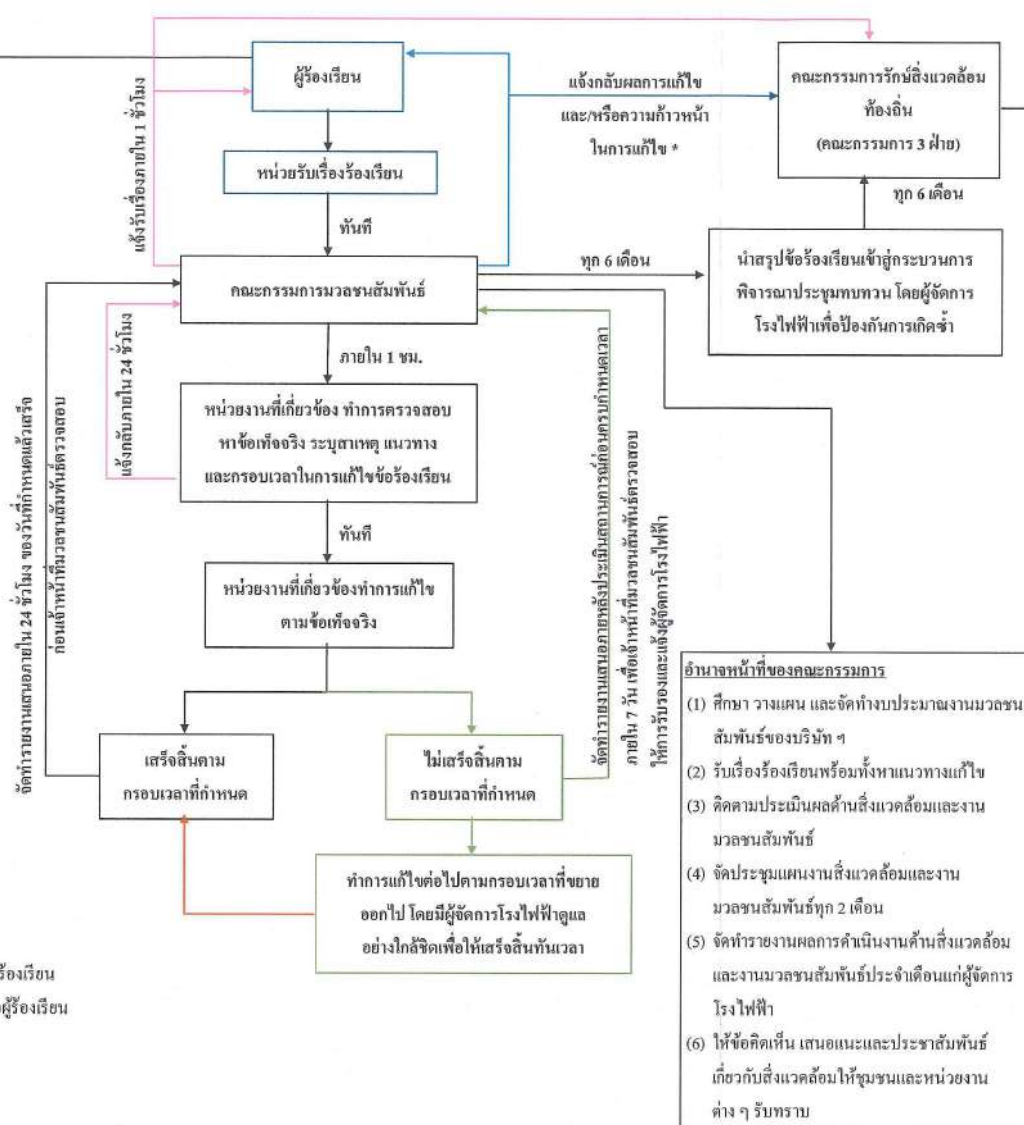 ผู้ร้องเรียน
แจ้งกลับผลการแก้ไข
และ/หรือความก้าวหน้า
ในการแก้ไข *
คณะกรรมการรักษ์สิ่งแวดล้อม
ท้องถิ่น
(คณะกรรมการ 3 ฝ่าย)
แจ้งรับเรื่องภายใน 1 ชั่วโมง
หน่วยรับเรื่องร้องเรียน
ทันที
ทุก 6 เดือน
คณะกรรมการมวลชนสัมพันธ์
ทุก 6 เดือน
นำสรุปข้อร้องเรียนเข้าสู่กระบวนการ
พิจารณาประชุมทบทวน โดยผู้จัดการ
โรงไฟฟ้าเพื่อป้องกันการเกิดซ้ำ
ภายใน 1 ชม.
แจ้งกลับภายใน 24 ชั่วโมง
หน่วยงานที่เกี่ยวข้อง ทำการตรวจสอบ
หาข้อเท็จจริง ระบุสาเหตุ แนวทาง
และกรอบเวลาในการแก้ไขข้อร้องเรียน
ทันที
หน่วยงานที่เกี่ยวข้องทำการแก้ไข
ตามข้อเท็จจริง
จัดทำรายงานเสนอภายใน 24 ชั่วโมง ของวันที่กำหนดแล้วเสร็จ
ก่อนเจ้าหน้าที่มวลชนสัมพันธ์ตรวจสอบ
จัดทำรายงานเสนอภายหลังประเมินสถานการณ์ก่อนครบกำหนดเวลา
ภายใน 7 วัน เพื่อเจ้าหน้าที่มวลชนสัมพันธ์ตรวจสอบ
ให้การรับรองและแจ้งผู้จัดการโรงไฟฟ้า
เสร็จสิ้นตาม
กรอบเวลาที่กำหนด
ไม่เสร็จสิ้นตาม
กรอบเวลาที่กำหนด
ทำการแก้ไขต่อไปตามกรอบเวลาที่ขยาย
ออกไป โดยมีผู้จัดการโรงไฟฟ้าดูแล
อย่างใกล้ชิดเพื่อให้เสร็จสิ้นทันเวลา
อำนาจหน้าที่ของคณะกรรมการ
(1) ศึกษา วางแผน และจัดทำงบประมาณงานมวลชน
สัมพันธ์ของบริษัท ฯ
(2) รับเรื่องร้องเรียนพร้อมทั้งหาแนวทางแก้ไข
(3) ติดตามประเมินผลด้านสิ่งแวดล้อมและงาน
มวลชนสัมพันธ์
(4) จัดประชุมแผนงานสิ่งแวดล้อมและงาน
มวลชนสัมพันธ์ทุก 2 เดือน
(5) จัดทำรายงานผลการดำเนินงานด้านสิ่งแวดล้อม
และงานมวลชนสัมพันธ์ประจำเดือนแก่ผู้จัดการ
โรงไฟฟ้า
(6) ให้ข้อคิดเห็น เสนอแนะและประชาสัมพันธ์
เกี่ยวกับสิ่งแวดล้อมให้ชุมชนและหน่วยงาน
ต่าง ๆ รับทราบ
ร้องเรียน
ผู้ร้องเรียน